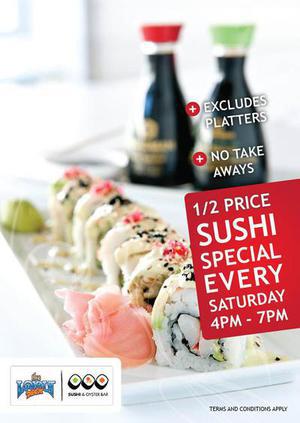 + EXCLUDES
PLATTERS
+ NO TAKE
AWAYS
1/2 PRICE
SUSHI
SPECIAL
EVERY
SATURDAY
4PM - 7PM
SUSHI & OYSTER BAR
TERMS AND CONDITIONS APPLY